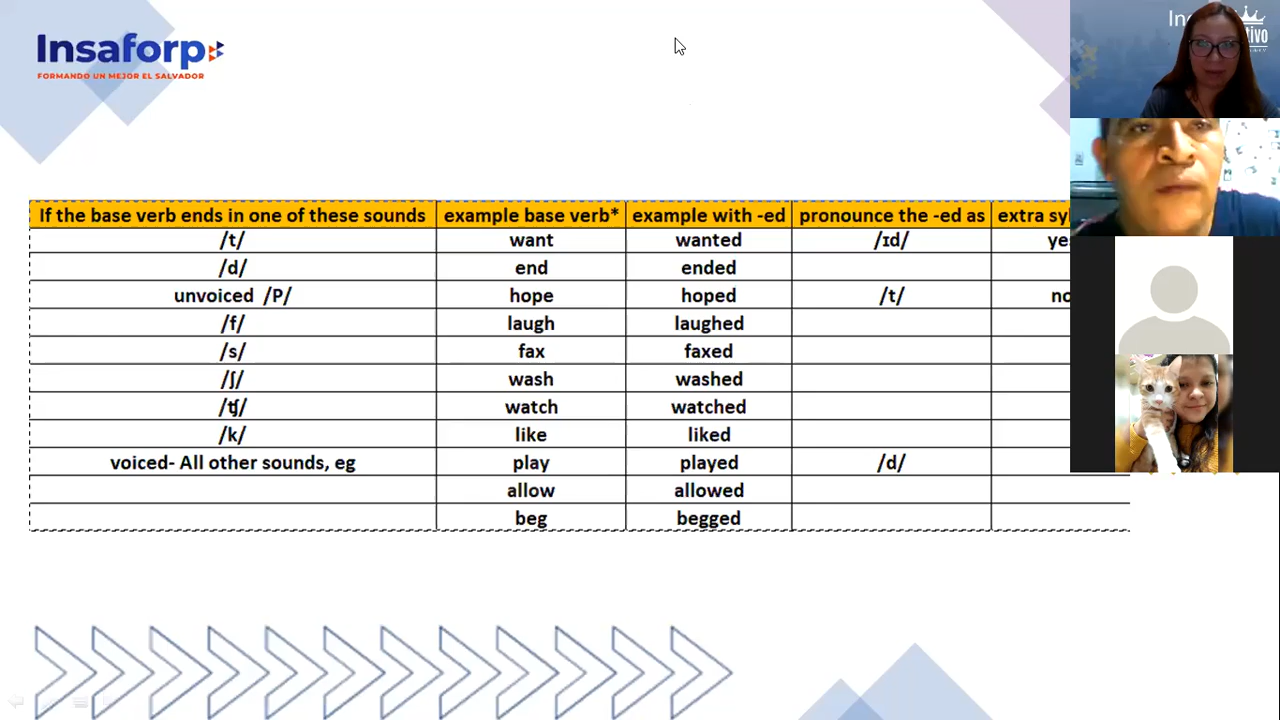 Insaforp
FORMANDO UN MEJOR EL SALVADOR
If the base verb ends in one of these sounds example base verb* example with -ed pronounce the -ed as extra
/t/ want wanted /ɪd/
/d/ end ended
unvoiced /P/ hope hoped /t/ no
/f/ laugh laughed
/s/ fax faxed
/ʃ/ wash washed
/ʧ/ watch watched
/k/ like liked
voiced- All other sounds, eg play played /d/
allow allowed
beg begged